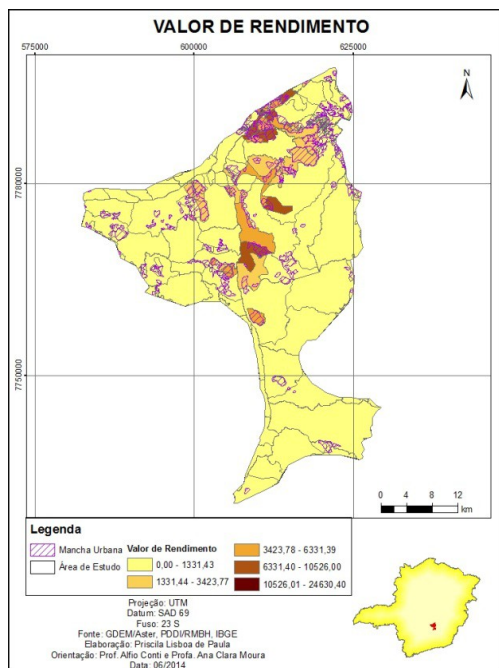 VALOR DE RENDIMENTO
575000 600000 625000
N
7780000
7750000
0 2 4 8 12
km
Legenda
Mancha Urbana
Área de Estudo
Valor de Rendimento
0,00 - 1331,43
1331,44 - 3423,77
3423,78 - 6331,39
6331,40 - 10526,00
10526,01 - 24630,40
Projeção: UTM
Datum: SAD 69
Fuso: 23 S
Fonte: GDEM/Aster, PDDI/RMBH, IBGE
Elaboração: Priscila Lisboa de Paula
Orientação: Prof. Alfio Conti e Profa. Ana Clara Moura
Data: 06/2014